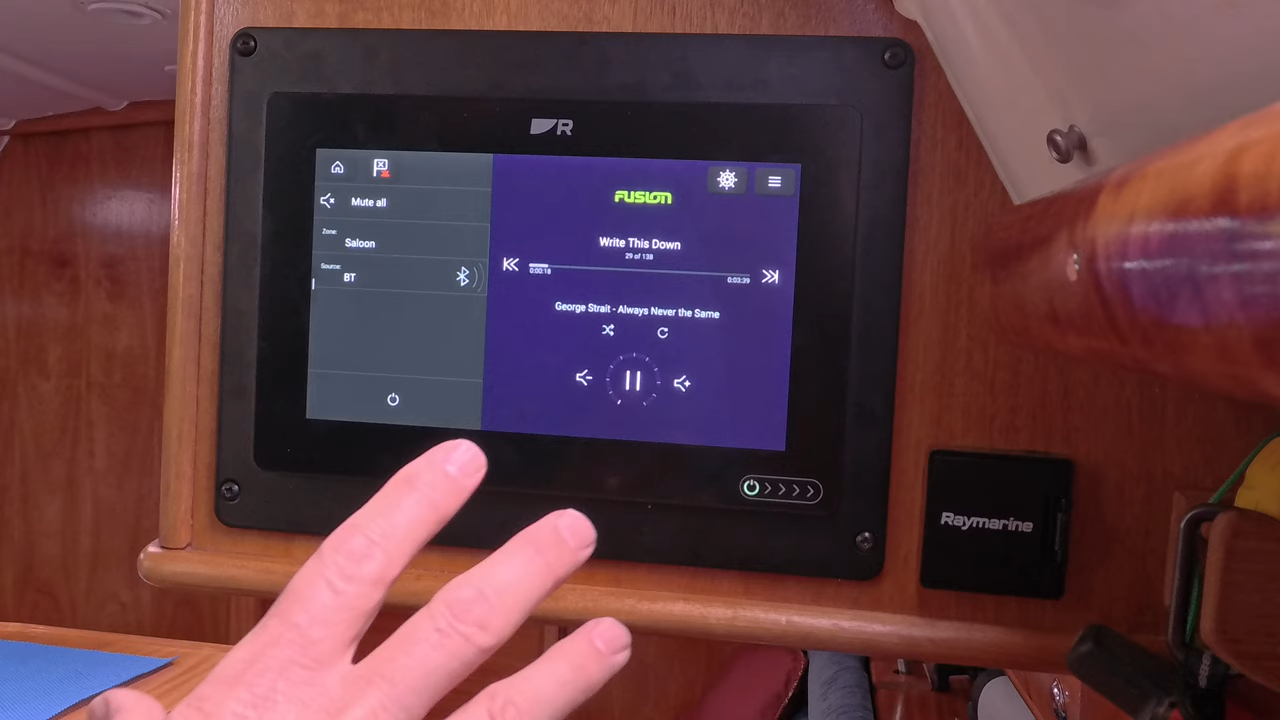 R
Mute all
Zone:
Saloon
Source:
BT
FUSION
Write This Down
29 of 138
0:00:18
0:03:39
George Strait - Always Never the Same
Raymarine